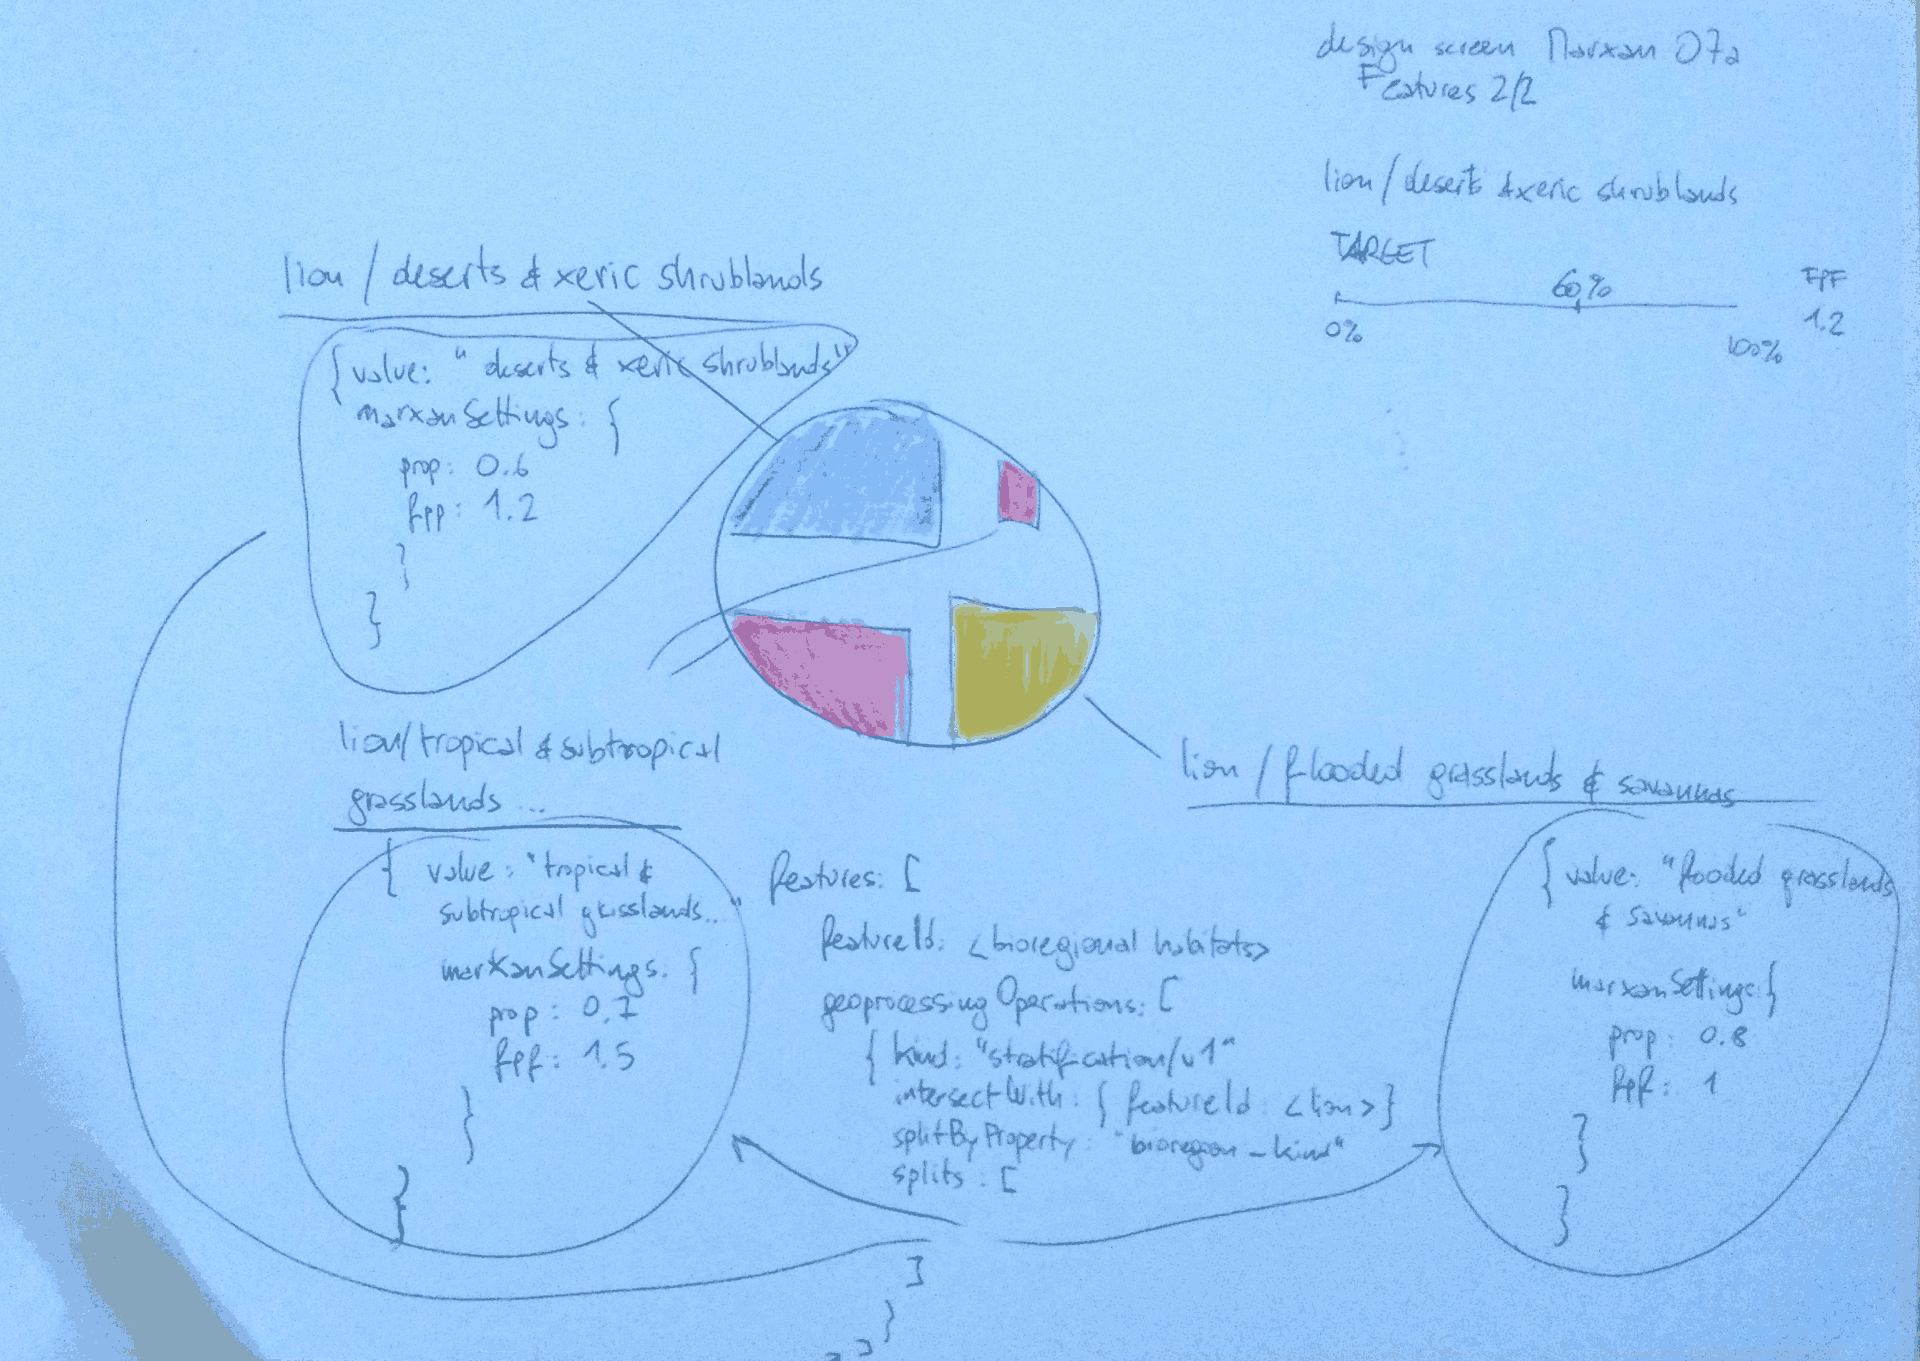 design screen Marxan 07a
Features 2/2
lion / deserts & xeric shrublands
TARGET
60%
FPF
0%
100%
1.2
lion / deserts & xeric shrublands
{ value: "deserts & xeric shrublands"
marxanSettings: {
prop: 0.6
fpp: 1.2
}
}
lion/tropical & subtropical
grasslands ...
{ value: "tropical &
subtropical grasslands..."
marxanSettings: {
prop:
fpf: 1.5
}
}
features: [
featureId: <bioregional habitats>
geoprocessingOperations: [
{ kind: "stratification/v1"
intersectWith: { featureId: <lion> }
splitByProperty: "bioregion_kind"
splits: [
]
}
lion / flooded grasslands & savannas
{ value: "flooded grasslands
& savannas"
marxanSettings: {
prop: 0.8
fpf: 1
}
}